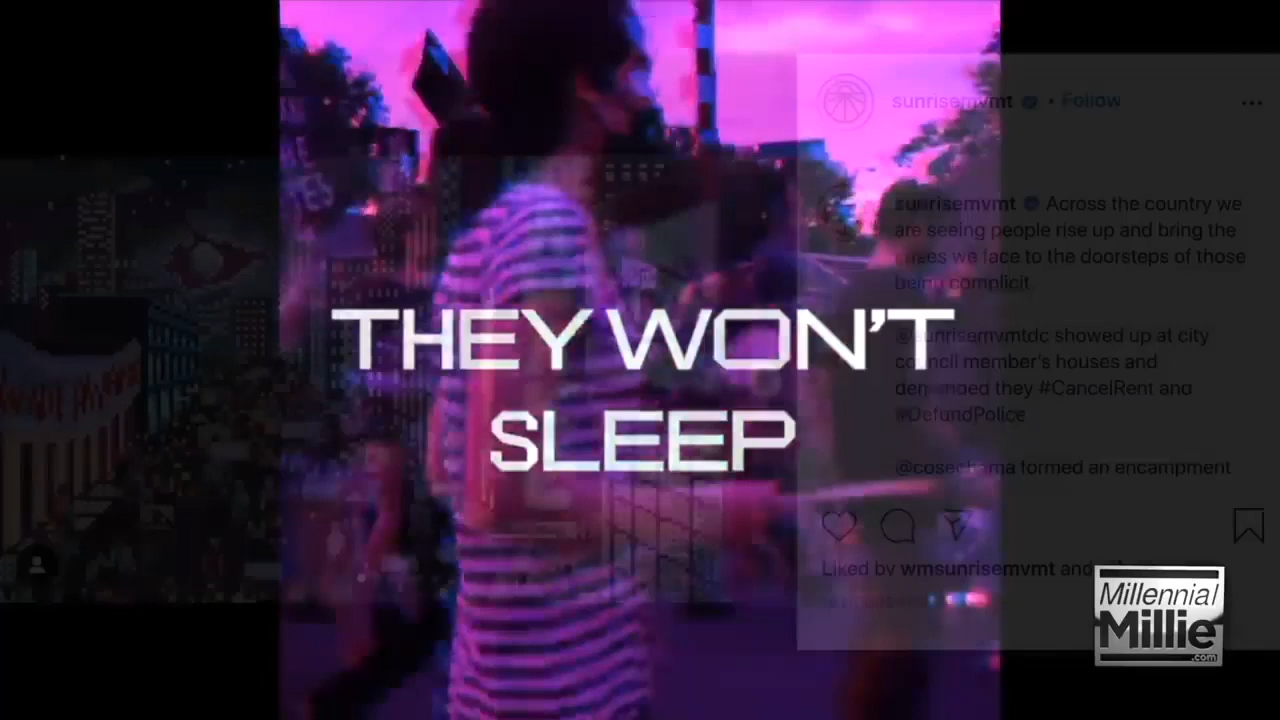 THEY WON'T
SLEEP
sunrisemvmt • Follow
sunrisemvmt Across the country we
are seeing people rise up and bring the
we face to the doorsteps of those
being complicit
@sunrisemvmtdc showed up at city
council member's houses and
demanded they #CancelRent and
#DefundPolice
formed an encampment
Liked by wmsunrisemvmt and
Millennial
Millie
.com